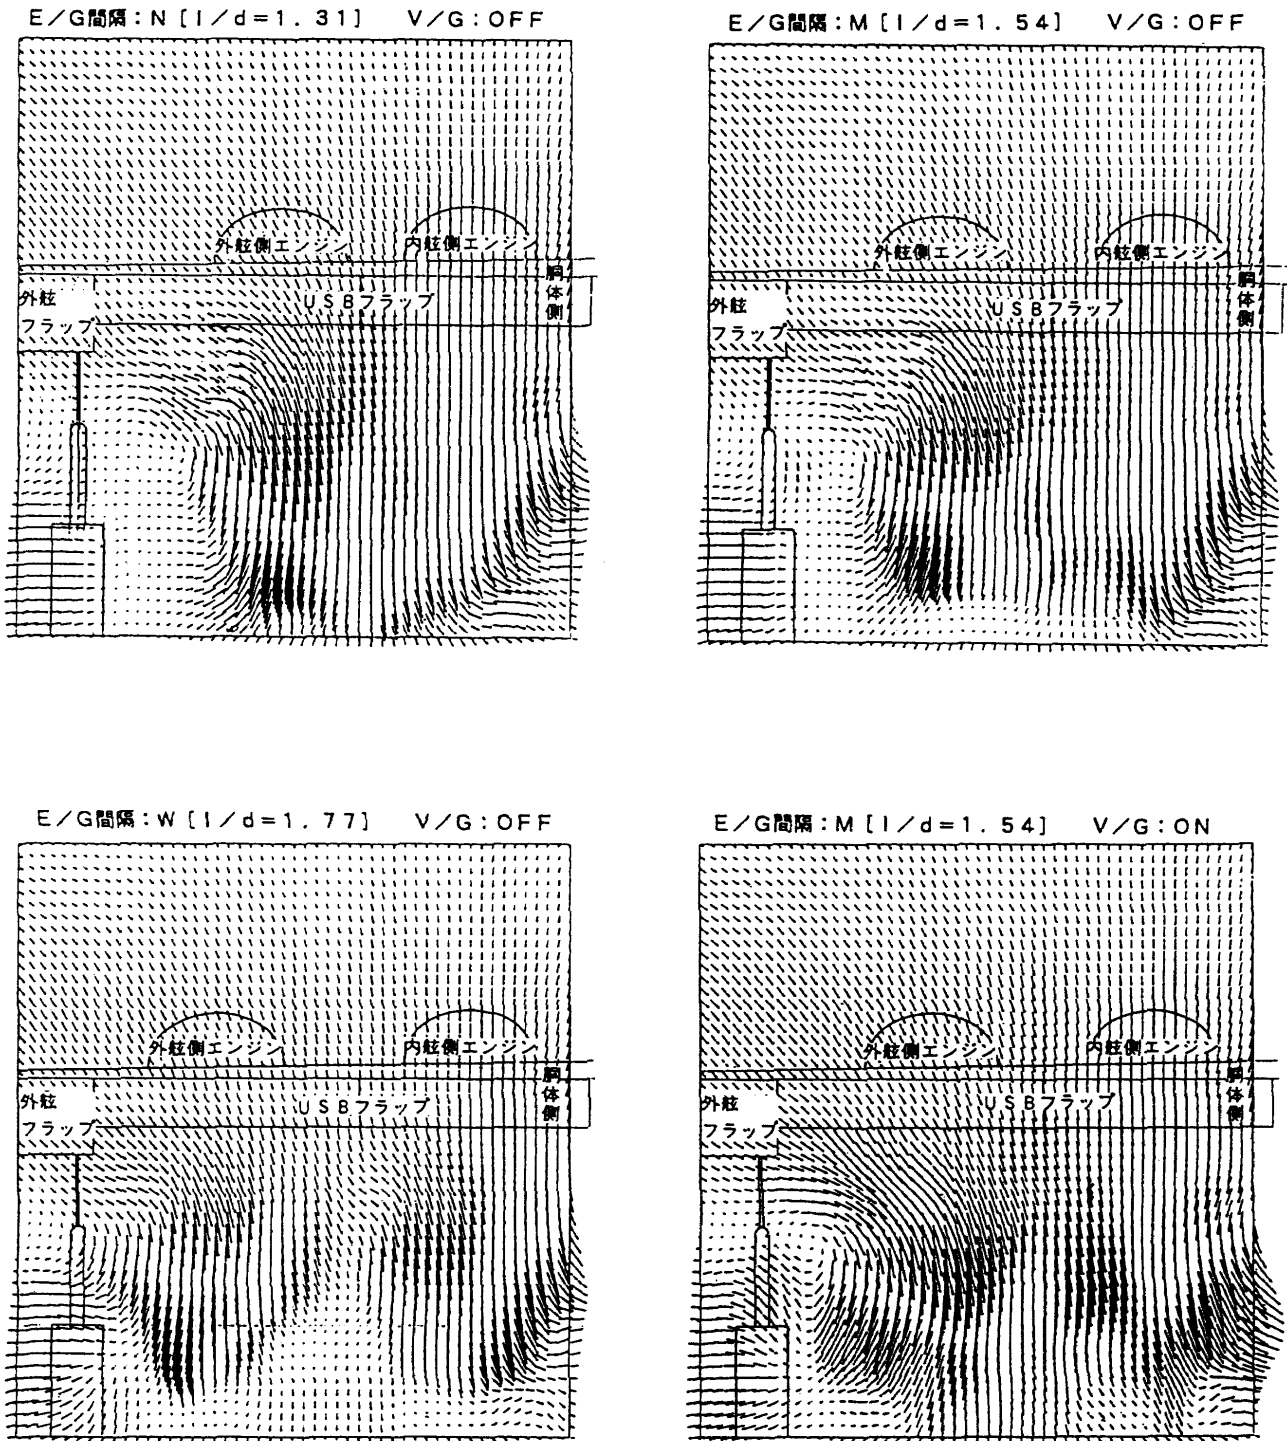 E/G間隔:N[l/d=1.31] V/G:OFF
外舷側エンジン
内舷側エンジン
外舷
フラップ
USBフラップ
胴体側
E/G間隔:M[l/d=1.54] V/G:OFF
外舷側エンジン
内舷側エンジン
外舷
フラップ
USBフラップ
胴体側
E/G間隔:W[l/d=1.77] V/G:OFF
外舷側エンジン
内舷側エンジン
外舷
フラップ
USBフラップ
胴体側
E/G間隔:M[l/d=1.54] V/G:ON
外舷側エンジン
内舷側エンジン
外舷
フラップ
USBフラップ
胴体側